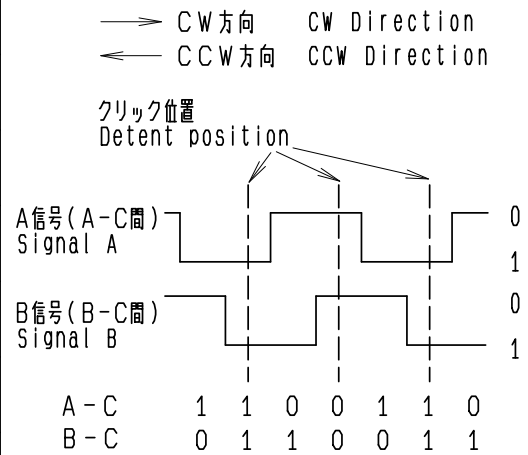 CW方向 CW Direction
CCW方向 CCW Direction
クリック位置
Detent position
A信号(A-C間)
Signal A
0
1
B信号(B-C間)
Signal B
0
1
A-C 1 1 0 0 1 1 0
B-C 0 1 1 0 0 1 1